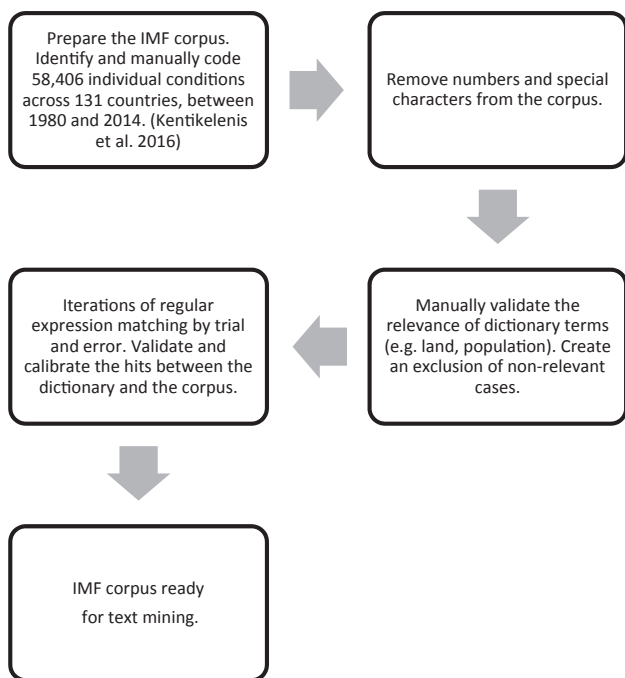 Prepare the IMF corpus.
Identify and manually code
58,406 individual conditions
across 131 countries, between
1980 and 2014. (Kentikelenis
et al. 2016)
Remove numbers and special
characters from the corpus.
Manually validate the
relevance of dictionary terms
(e.g. land, population). Create
an exclusion of non-relevant
cases.
Iterations of regular
expression matching by trial
and error. Validate and
calibrate the hits between the
dictionary and the corpus.
IMF corpus ready
for text mining.